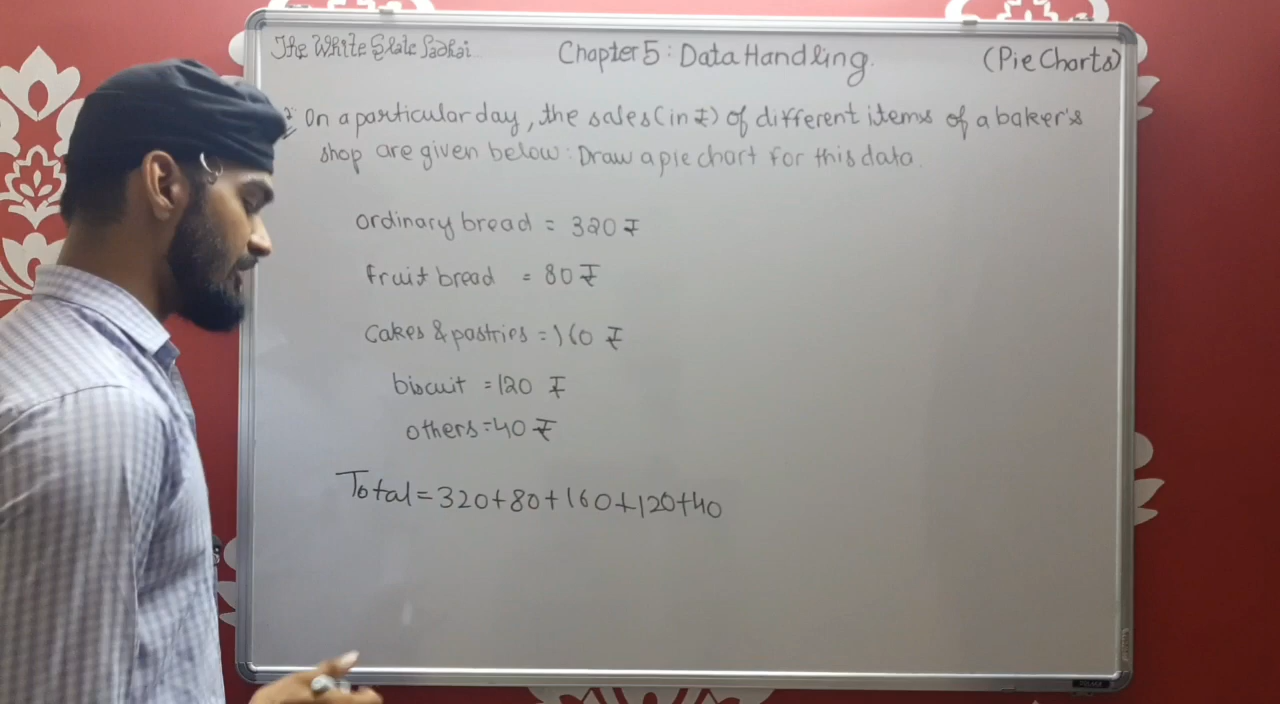 The White Slate Padhai
Chapter 5 : Data Handling.
(Pie Charts)
On a particular day, the sales (in ₹) of different items of a baker's
shop are given below : Draw a pie chart for this data.
ordinary bread = 320 ₹
fruit bread = 80 ₹
Cakes & pastries = 160 ₹
biscuit = 120 ₹
others = 40 ₹
Total = 320+80+160+120+40